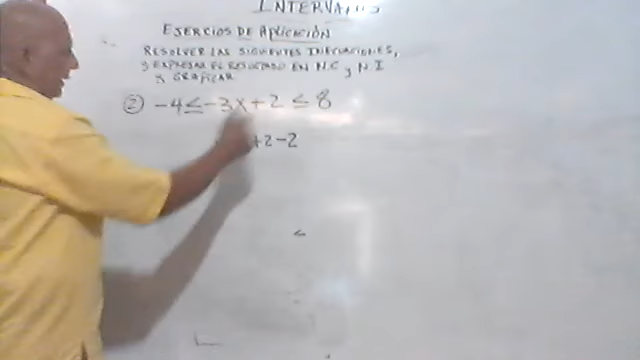 INTERVALOS
EJERCIOS DE APLICACIÓN
RESOLVER LAS SIGUIENTES INECUACIONES,
Y EXPRESAR EL RESULTADO EN N.C y N.I
Y GRAFICAR
② -4 ≤ -3x+2 ≤ 8
+2-2
<